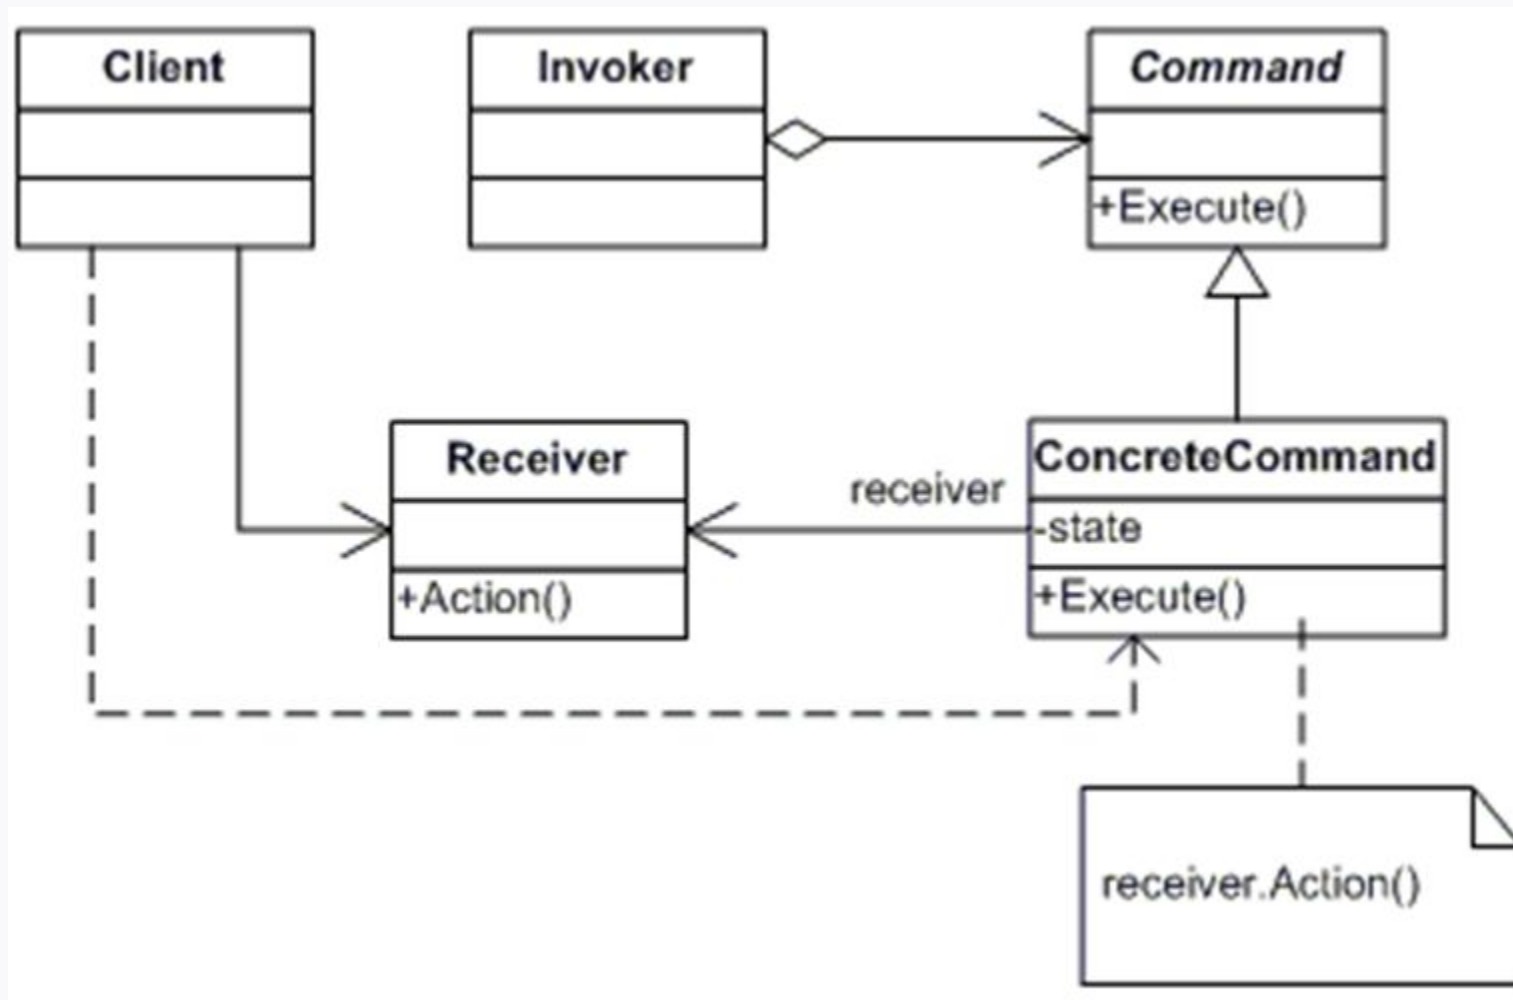 Client
Invoker
Command
+Execute()
Receiver
+Action()
receiver
ConcreteCommand
-state
+Execute()
receiver.Action()